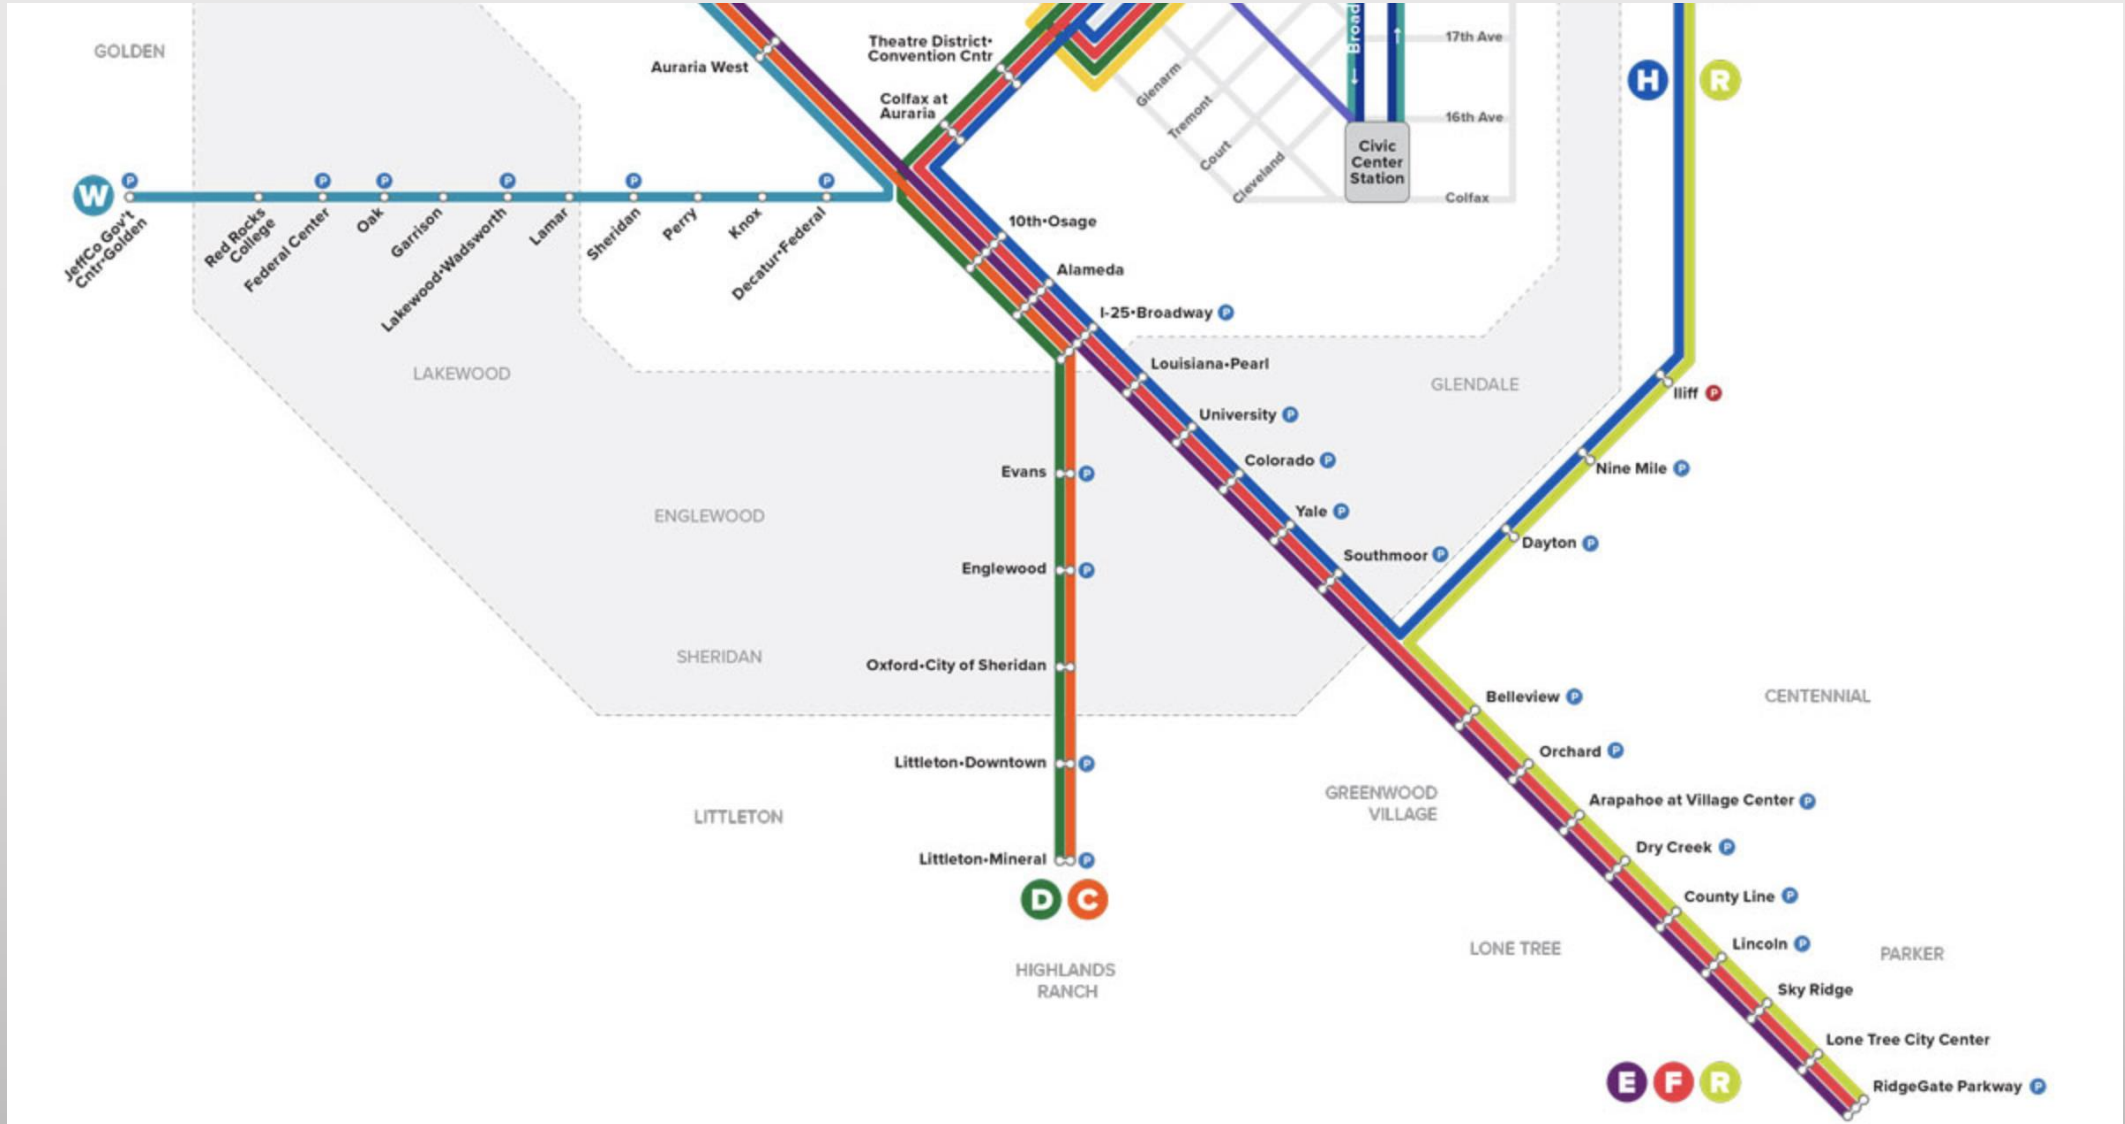 GOLDEN
Auraria West
Theatre District•
Convention Cntr
Colfax at
Auraria
Glenarm
Tremont
Court
Cleveland
Broad
←
↑
17th Ave
16th Ave
Colfax
Civic
Center
Station
H
R
W
P
JeffCo Gov't
Cntr•Golden
Red Rocks
College
P
Federal Center
P
Oak
Garrison
P
Lakewood•Wadsworth
Lamar
P
Sheridan
Perry
Knox
P
Decatur•Federal
10th•Osage
Alameda
I-25•Broadway P
Louisiana•Pearl
University P
Colorado P
Yale P
Southmoor P
LAKEWOOD
GLENDALE
Iliff P
Nine Mile P
Dayton P
ENGLEWOOD
SHERIDAN
Evans P
Englewood P
Oxford•City of Sheridan
Littleton•Downtown P
Littleton•Mineral P
D C
LITTLETON
HIGHLANDS
RANCH
GREENWOOD
VILLAGE
CENTENNIAL
LONE TREE
PARKER
Belleview P
Orchard P
Arapahoe at Village Center P
Dry Creek P
County Line P
Lincoln P
Sky Ridge
Lone Tree City Center
RidgeGate Parkway P
E F R